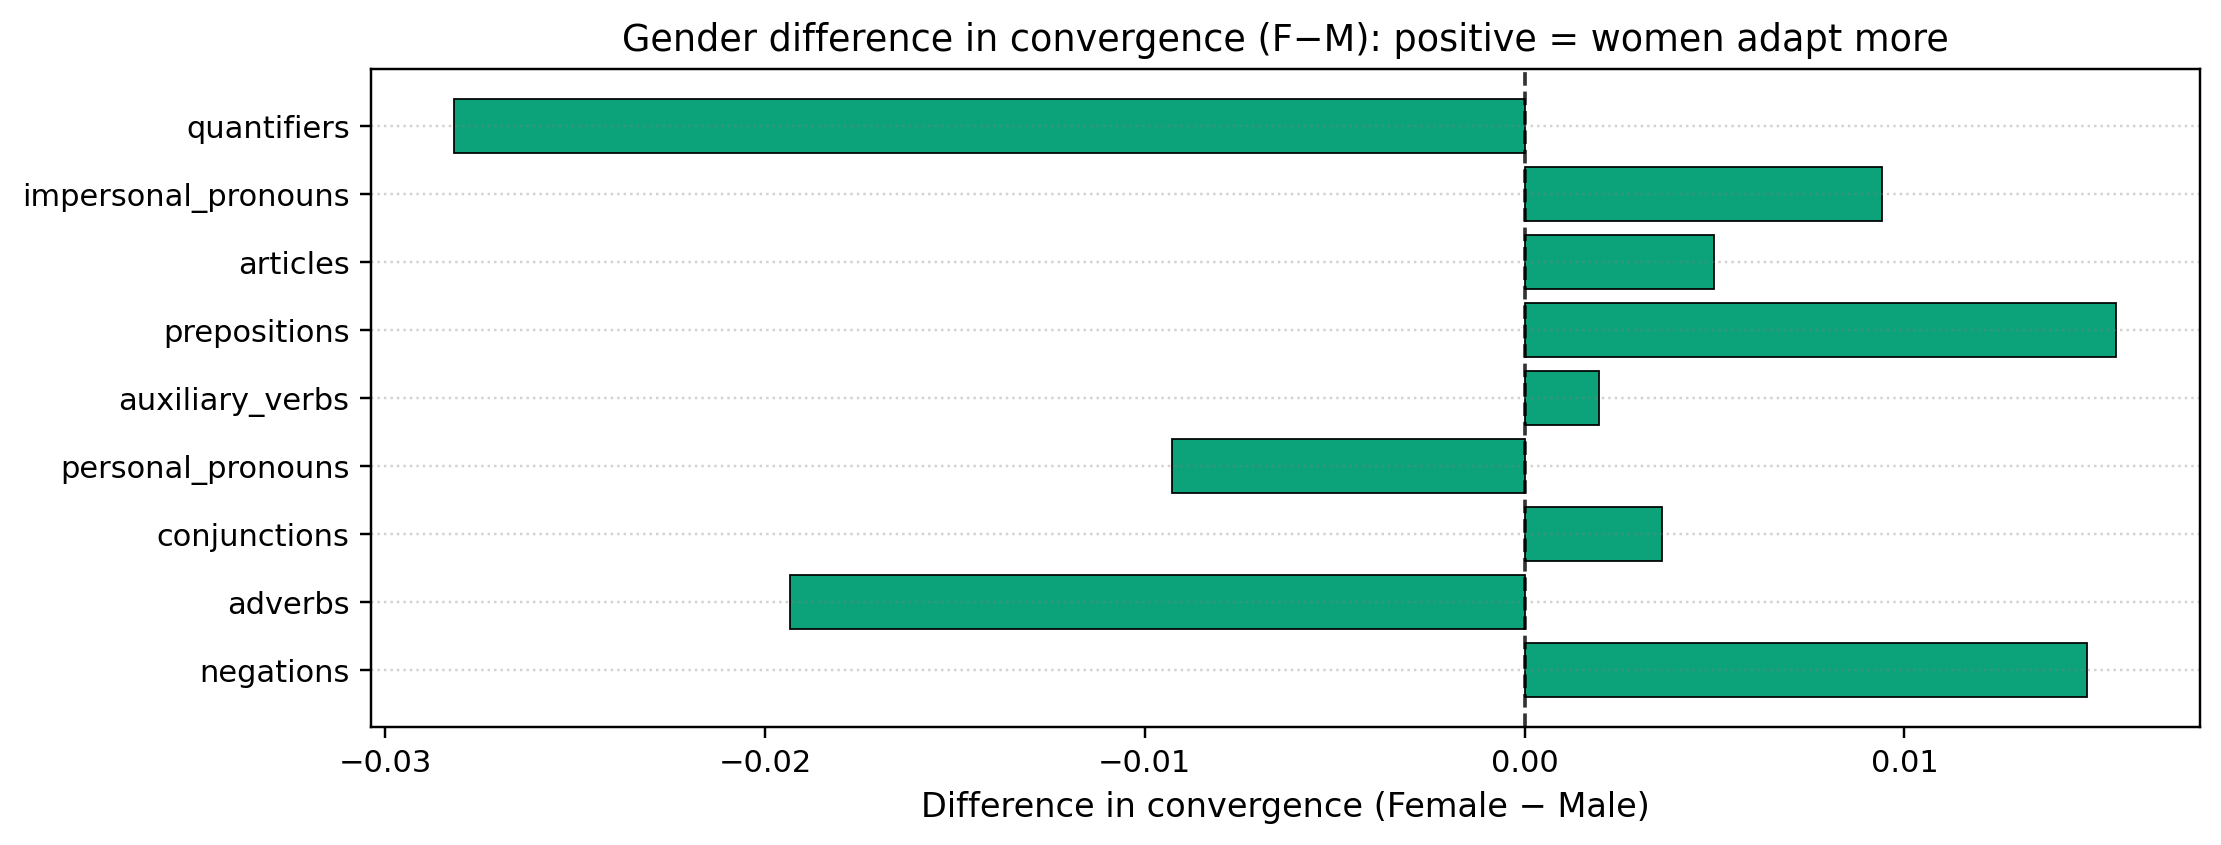 Gender difference in convergence (F−M): positive = women adapt more
quantifiers
impersonal_pronouns
articles
prepositions
auxiliary_verbs
personal_pronouns
conjunctions
adverbs
negations
−0.03 −0.02 −0.01 0.00 0.01
Difference in convergence (Female − Male)